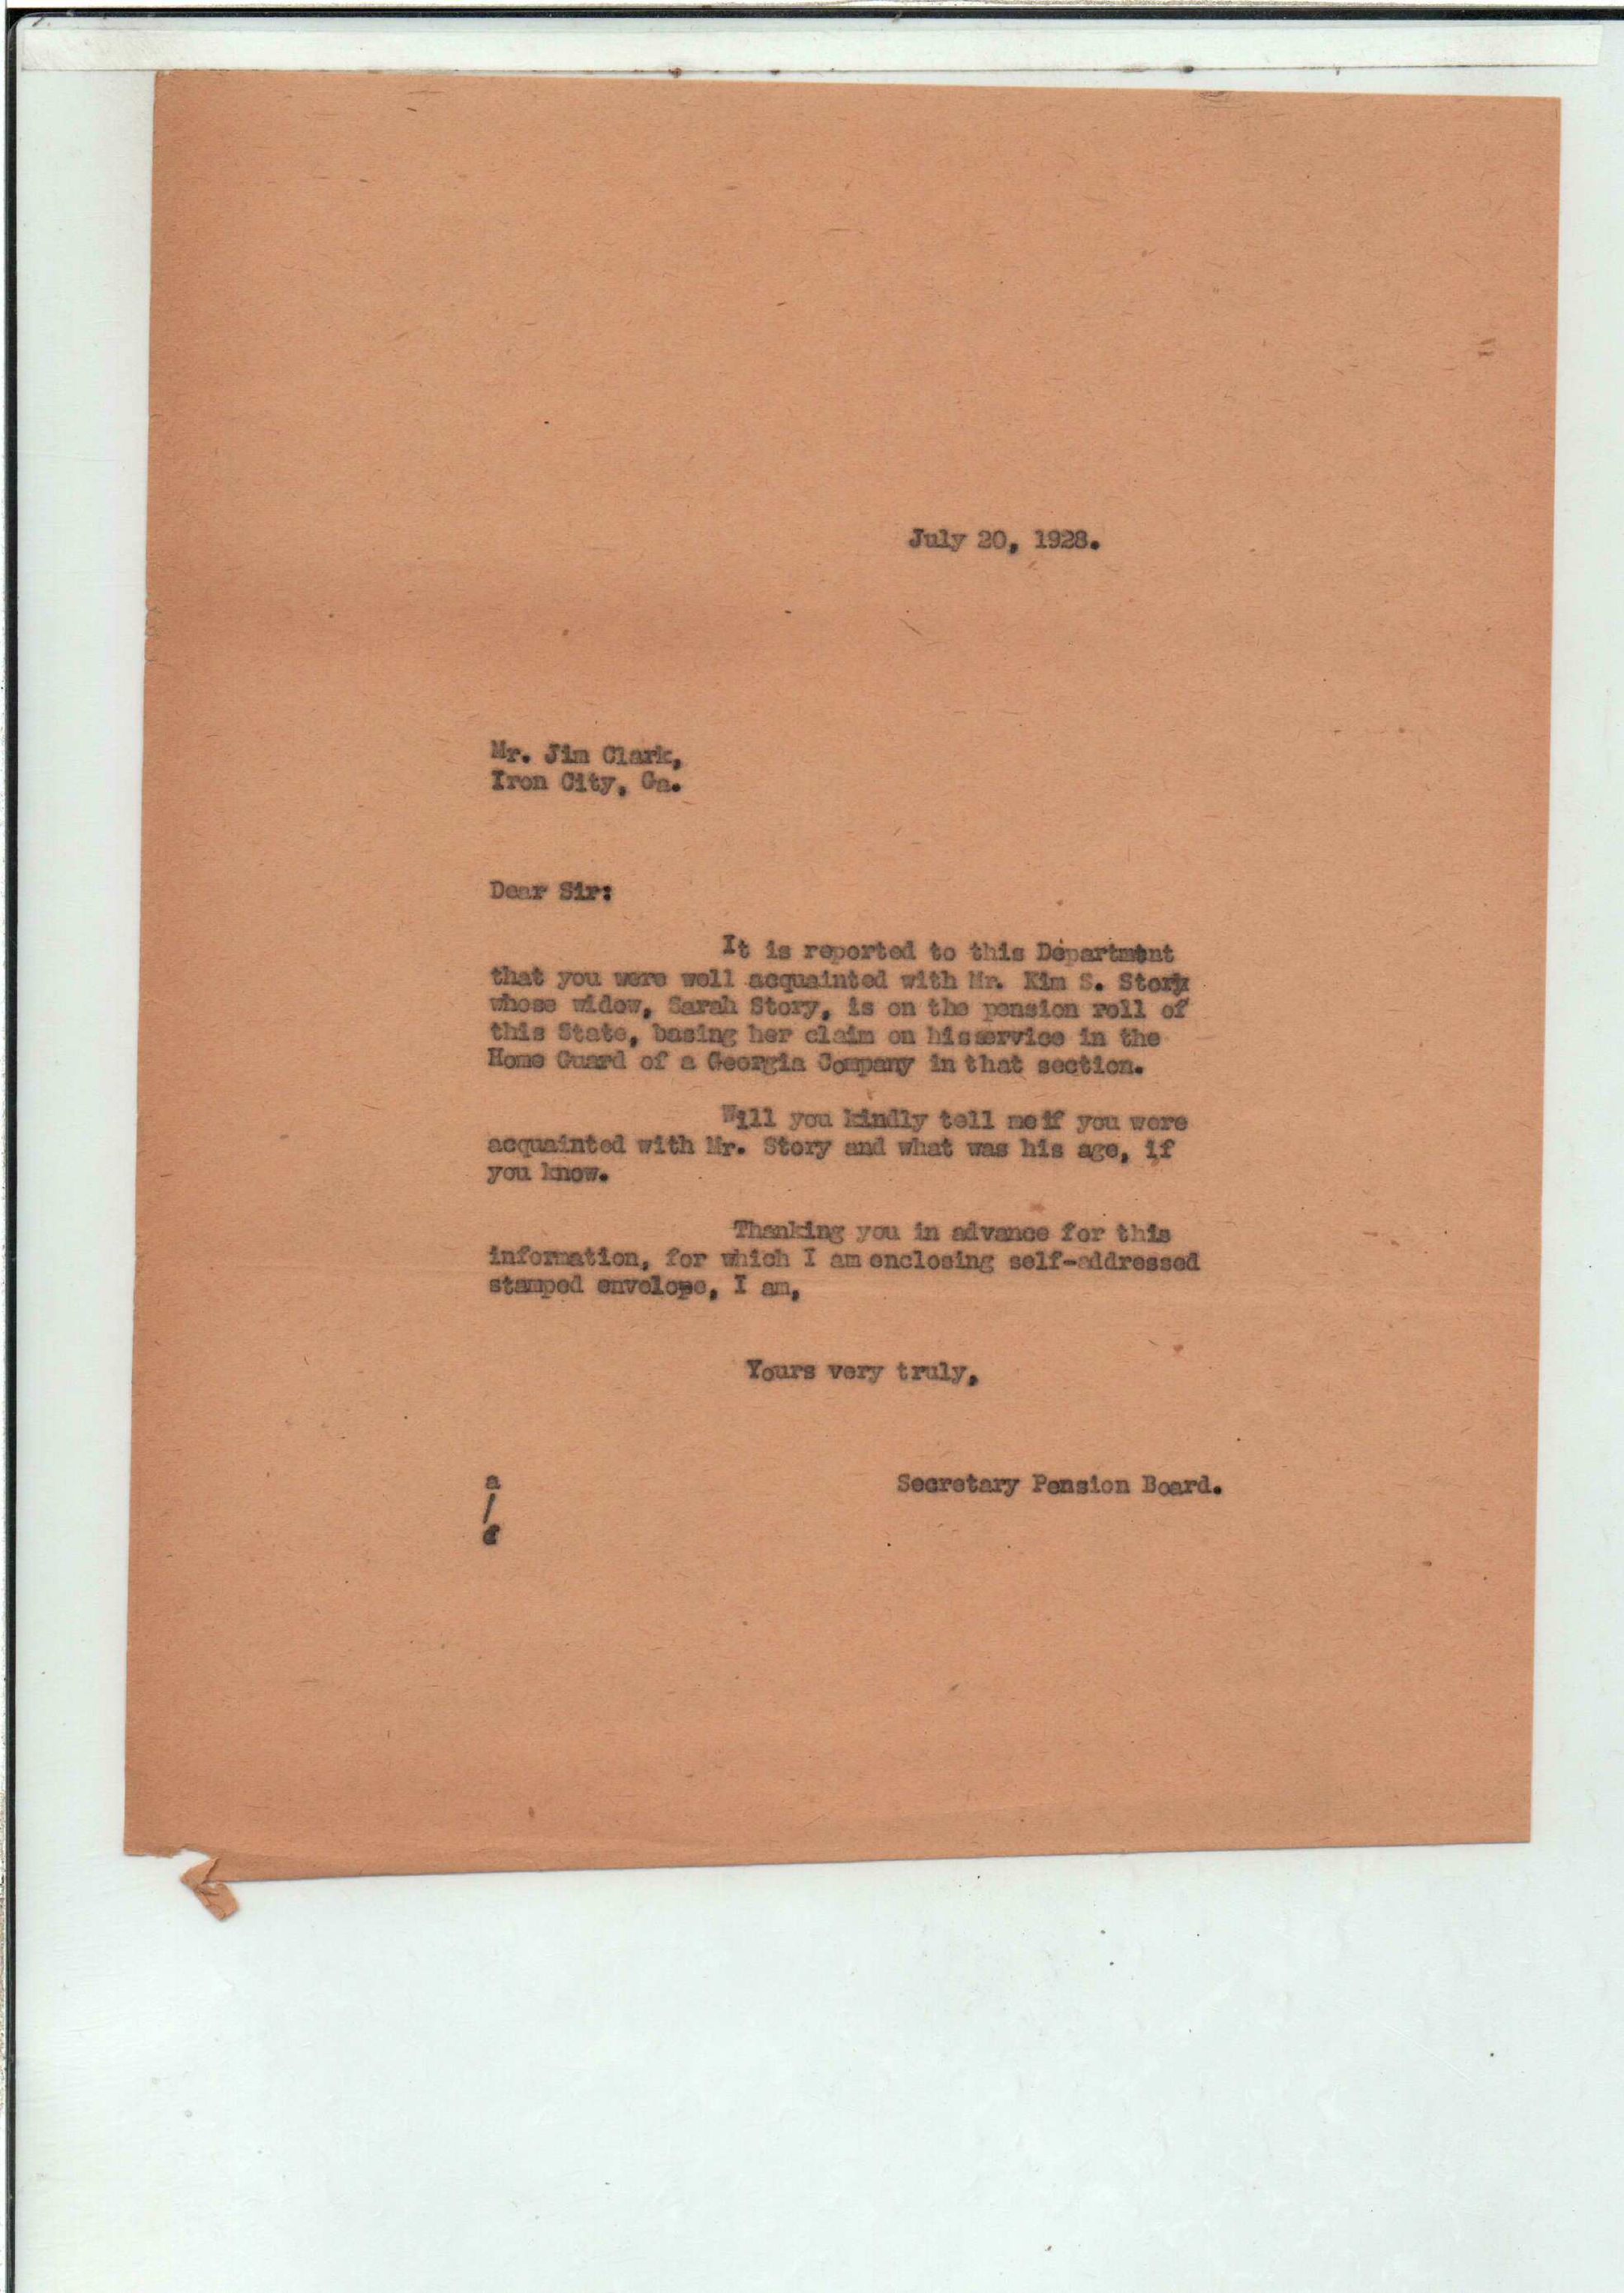 July 20, 1928.
Mr. Jim Clark,
Iron City, Ga.
Dear Sir:
It is reported to this Department
that you were well acquainted with Mr. Kim S. Story
whose widow, Sarah Story, is on the pension roll of
this State, basing her claim on hisservice in the
Home Guard of a Georgia Company in that section.
Will you kindly tell me if you were
acquainted with Mr. Story and what was his age, if
you know.
Thanking you in advance for this
information, for which I am enclosing self-addressed
stamped envelope, I am,
Yours very truly,
Secretary Pension Board.
a
/